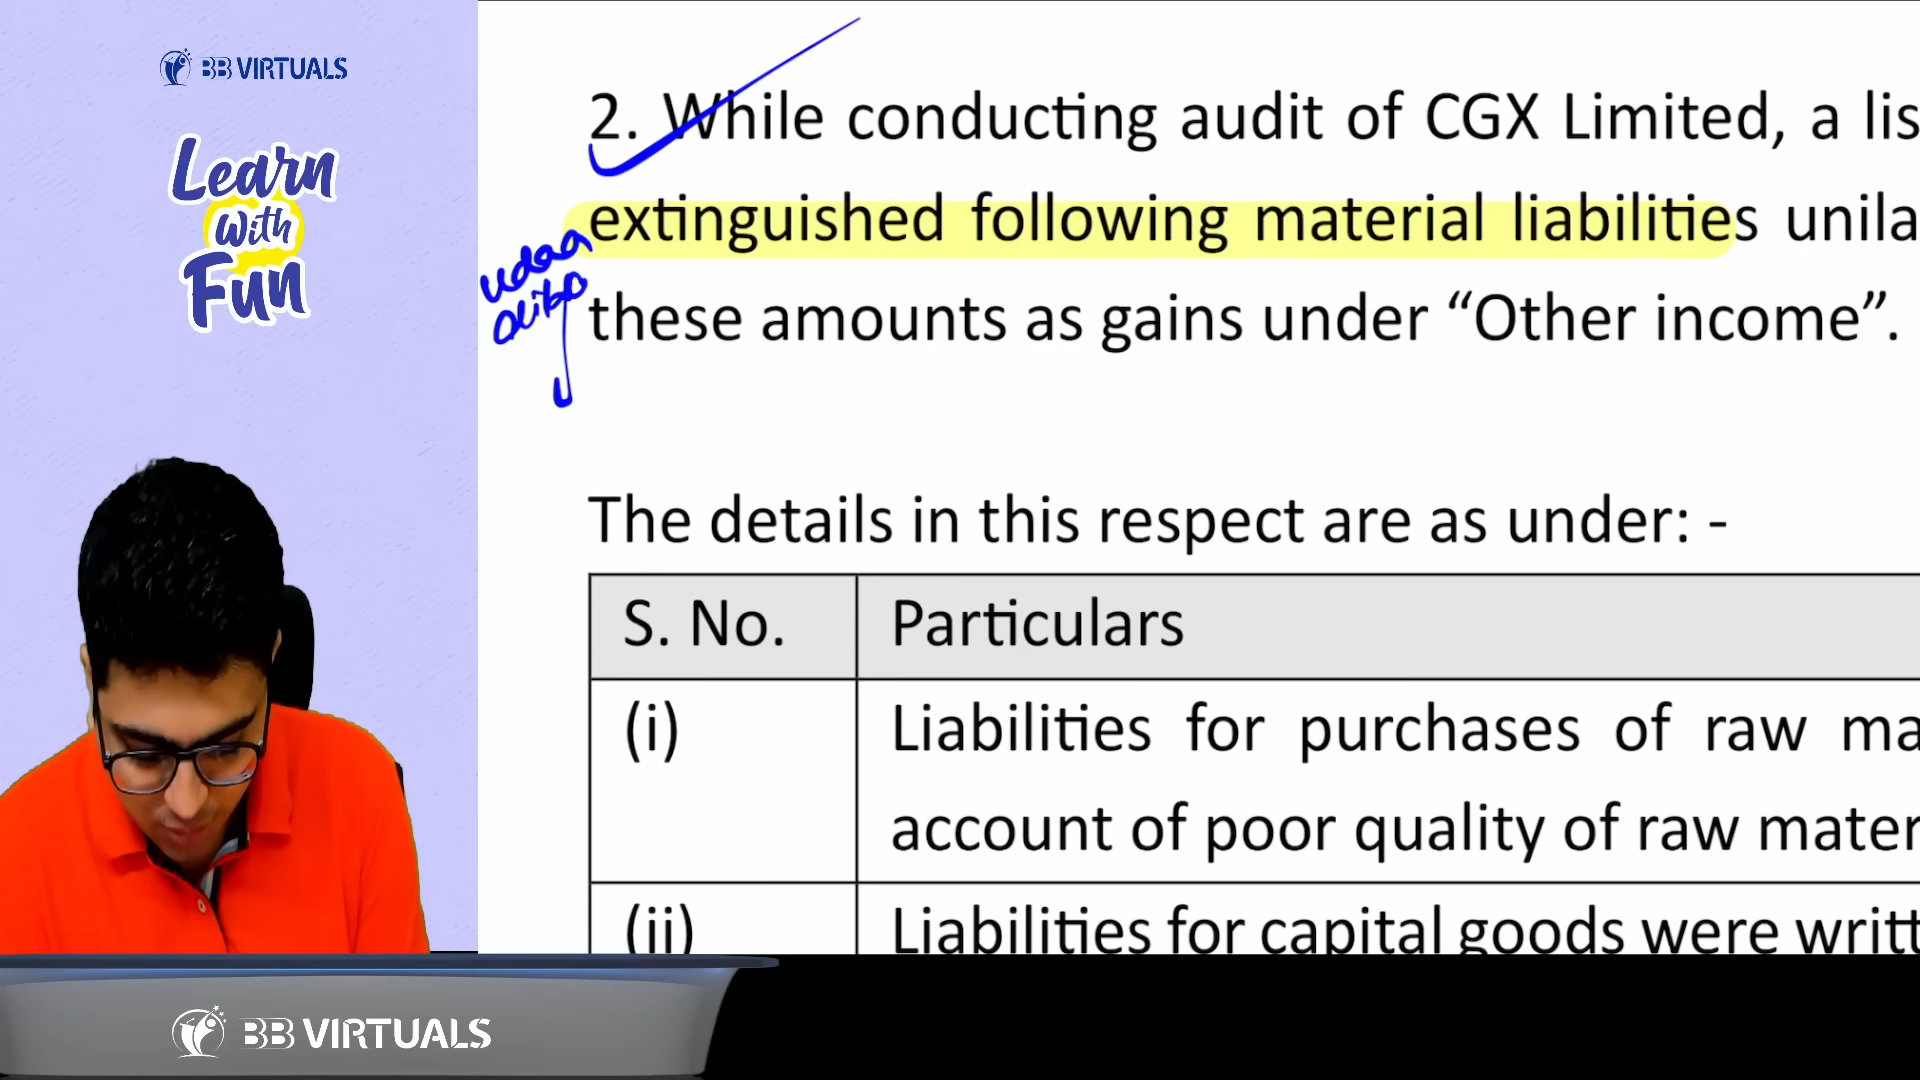 BB VIRTUALS
Learn
With
Fun
2. While conducting audit of CGX Limited, a lis
extinguished following material liabilities unila
these amounts as gains under “Other income”.
The details in this respect are as under: -
S. No. Particulars
(i) Liabilities for purchases of raw ma
account of poor quality of raw mater
(ii) Liabilities for capital goods were writt
BB VIRTUALS